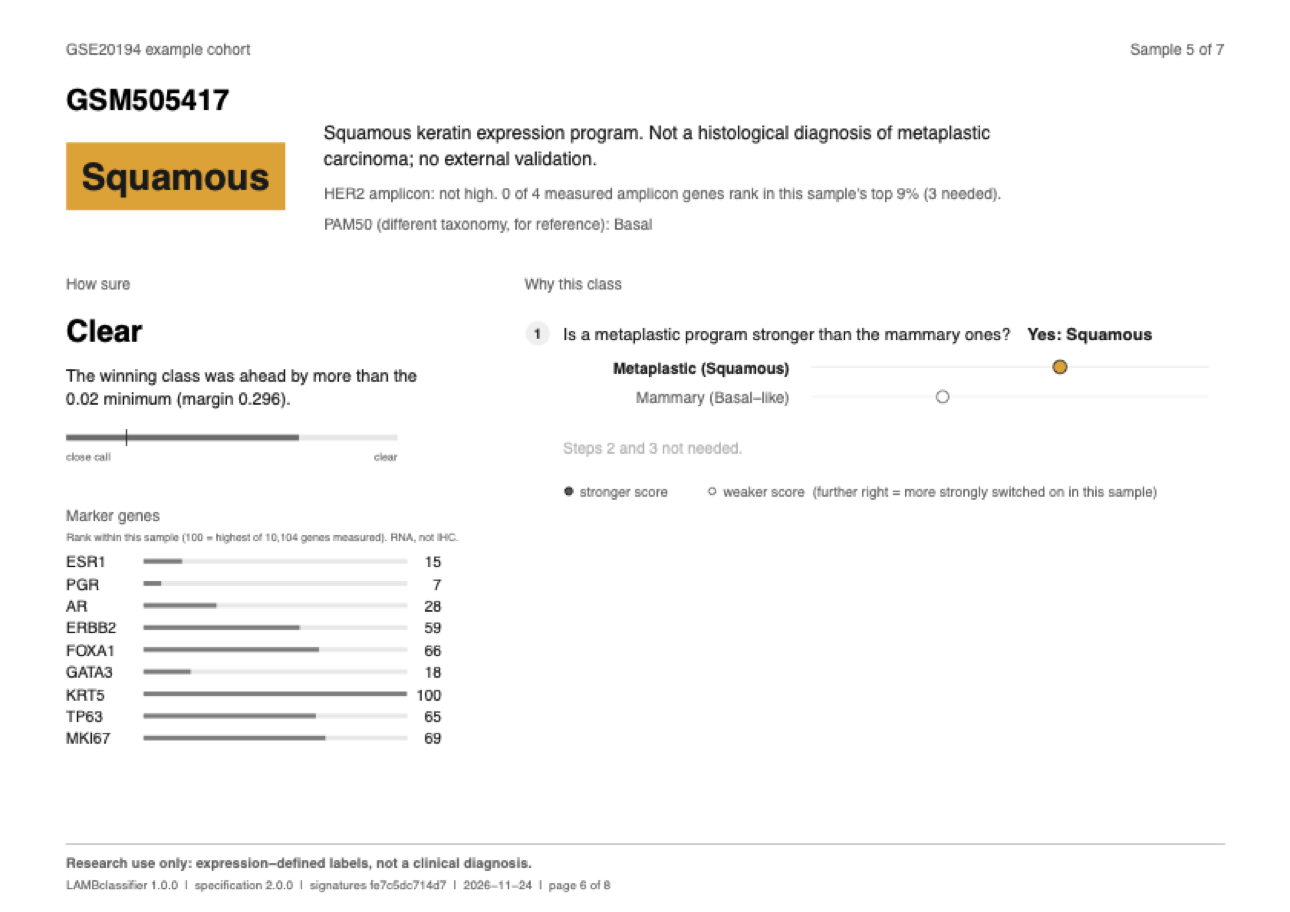 GSE20194 example cohort
Sample 5 of 7
GSM505417
Squamous
Squamous keratin expression program. Not a histological diagnosis of metaplastic
carcinoma; no external validation.
HER2 amplicon: not high. 0 of 4 measured amplicon genes rank in this sample's top 9% (3 needed).
PAM50 (different taxonomy, for reference): Basal
How sure
Clear
The winning class was ahead by more than the
0.02 minimum (margin 0.296).
close call
clear
Marker genes
Rank within this sample (100 = highest of 10,104 genes measured). RNA, not IHC.
ESR1 15
PGR 7
AR 28
ERBB2 59
FOXA1 66
GATA3 18
KRT5 100
TP63 65
MKI67 69
Why this class
1 Is a metaplastic program stronger than the mammary ones? Yes: Squamous
Metaplastic (Squamous)
Mammary (Basal–like)
Steps 2 and 3 not needed.
stronger score
weaker score (further right = more strongly switched on in this sample)
Research use only: expression–defined labels, not a clinical diagnosis.
LAMBclassifier 1.0.0 | specification 2.0.0 | signatures fe7c5dc714d7 | 2026–11–24 | page 6 of 8